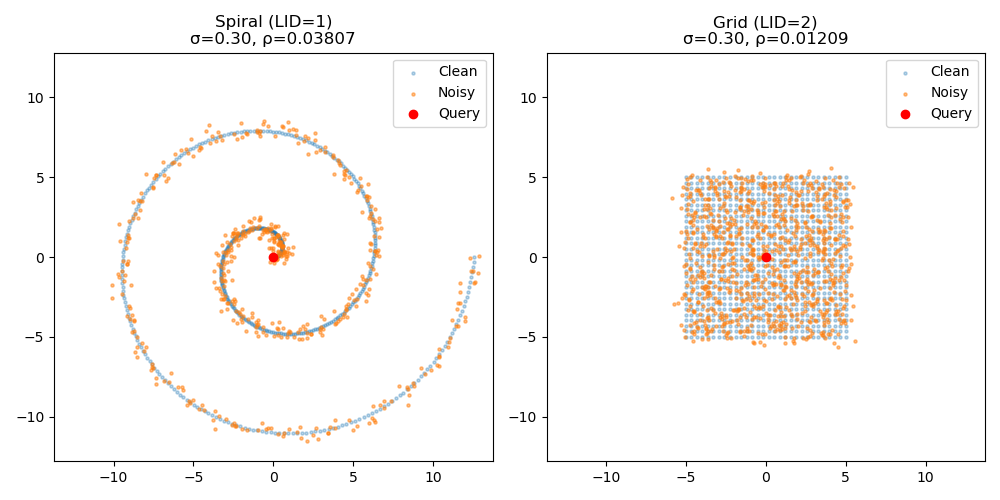 Spiral (LID=1)
σ=0.30, ρ=0.03807
Clean
Noisy
Query
10
5
0
−5
−10
−10
−5
0
5
10
Grid (LID=2)
σ=0.30, ρ=0.01209
Clean
Noisy
Query
10
5
0
−5
−10
−10
−5
0
5
10